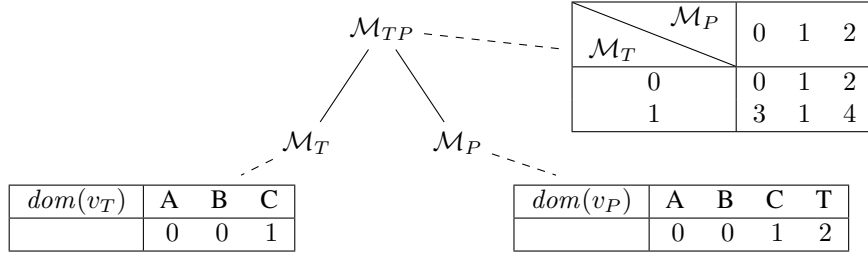 M_TP
M_P 0 1 2
M_T
0 0 1 2
1 3 1 4
M_T M_P
dom(v_T) A B C
0 0 1
dom(v_P) A B C T
0 0 1 2